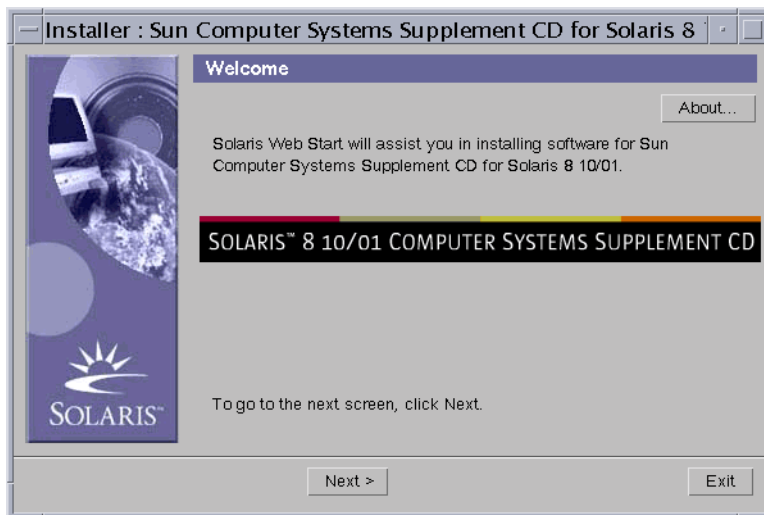 Installer : Sun Computer Systems Supplement CD for Solaris 8
Welcome
About...
Solaris Web Start will assist you in installing software for Sun
Computer Systems Supplement CD for Solaris 8 10/01.
SOLARIS™ 8 10/01 COMPUTER SYSTEMS SUPPLEMENT CD
To go to the next screen, click Next.
SOLARIS™
Next >
Exit